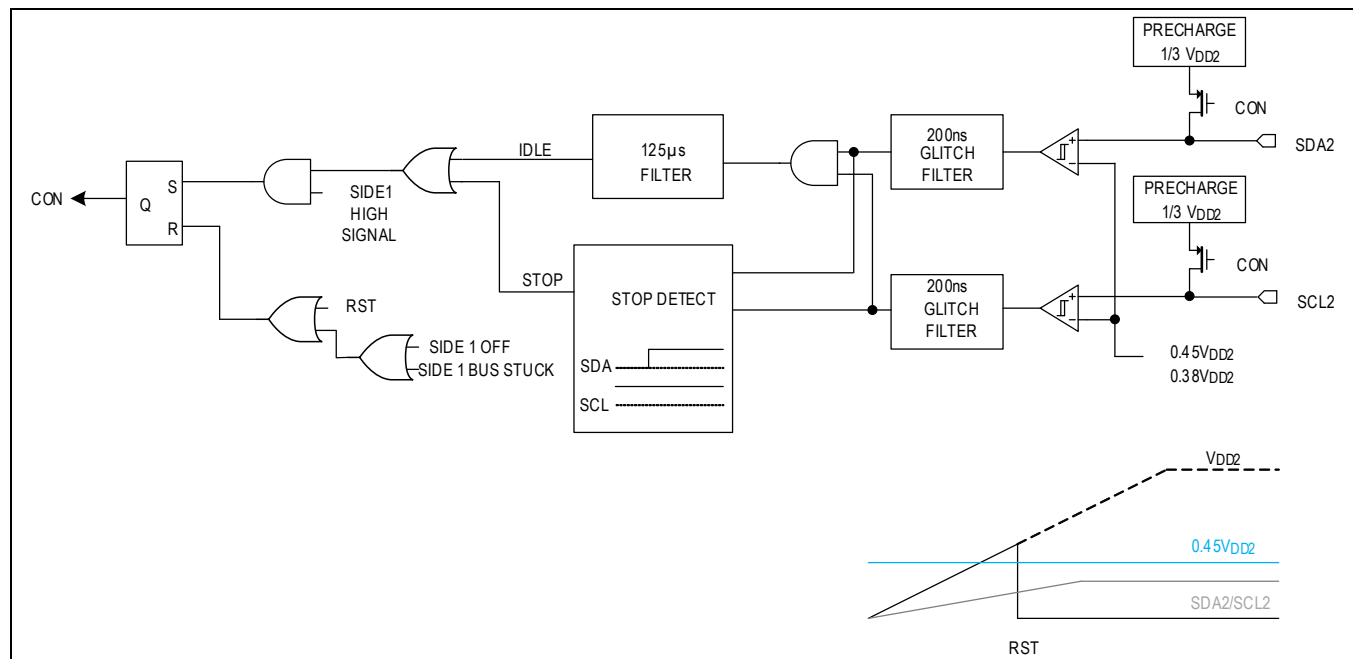 PRECHARGE
1/3 VDD2
CON
SDA2
200ns
GLITCH
FILTER
125µs
FILTER
IDLE
+
−
CON
Q
S
R
SIDE1
HIGH
SIGNAL
PRECHARGE
1/3 VDD2
CON
SCL2
STOP
STOP DETECT
SDA
SCL
200ns
GLITCH
FILTER
+
−
RST
SIDE 1 OFF
SIDE 1 BUS STUCK
0.45VDD2
0.38VDD2
VDD2
0.45VDD2
SDA2/SCL2
RST